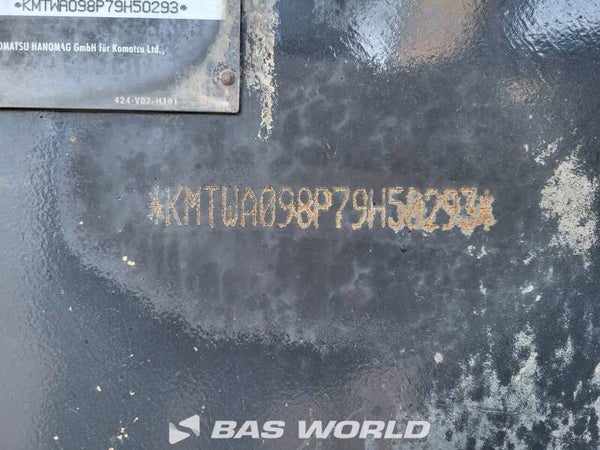 *KMTWA098P79H50293*
OMATSU HANOMAG GmbH für Komatsu Ltd.,
424-V07-H101
*KMTWA098P79H50293*
BAS WORLD